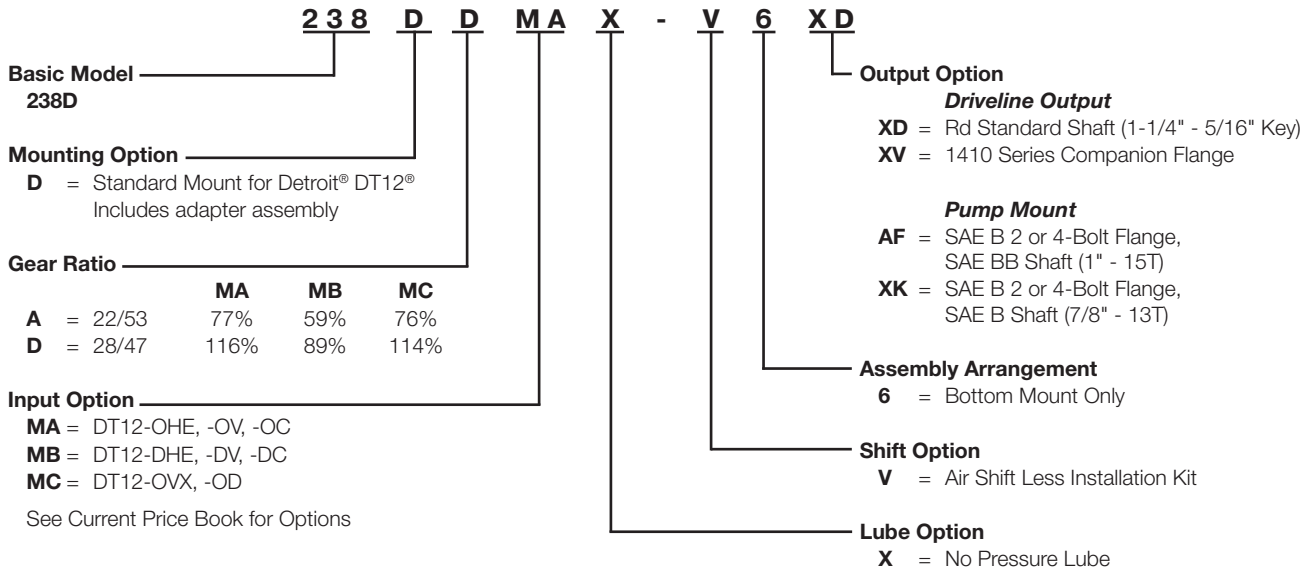 238 D D MA X - V 6 XD
Basic Model
238D
Mounting Option
D = Standard Mount for Detroit® DT12®
Includes adapter assembly
Gear Ratio
MA MB MC
A = 22/53 77% 59% 76%
D = 28/47 116% 89% 114%
Input Option
MA = DT12-OHE, -OV, -OC
MB = DT12-DHE, -DV, -DC
MC = DT12-OVX, -OD
See Current Price Book for Options
Output Option
Driveline Output
XD = Rd Standard Shaft (1-1/4" - 5/16" Key)
XV = 1410 Series Companion Flange
Pump Mount
AF = SAE B 2 or 4-Bolt Flange,
SAE BB Shaft (1" - 15T)
XK = SAE B 2 or 4-Bolt Flange,
SAE B Shaft (7/8" - 13T)
Assembly Arrangement
6 = Bottom Mount Only
Shift Option
V = Air Shift Less Installation Kit
Lube Option
X = No Pressure Lube